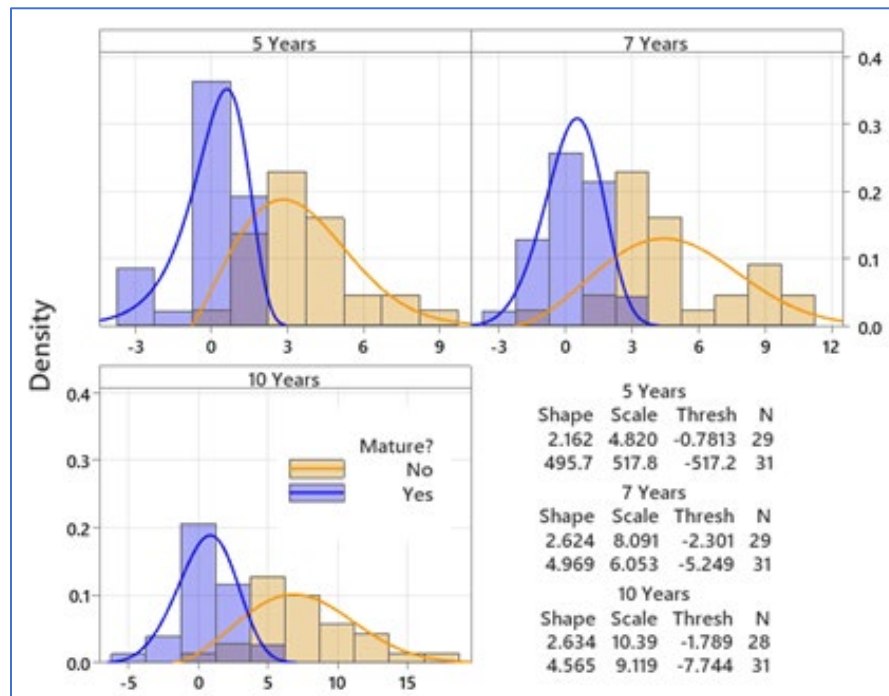 5 Years
7 Years
0.4
0.3
0.2
0.1
0.0
-3 0 3 6 9
-3 0 3 6 9 12
Density
10 Years
0.4
0.3
0.2
0.1
0.0
-5 0 5 10 15
Mature?
No
Yes
5 Years
Shape Scale Thresh N
2.162 4.820 -0.7813 29
495.7 517.8 -517.2 31
7 Years
Shape Scale Thresh N
2.624 8.091 -2.301 29
4.969 6.053 -5.249 31
10 Years
Shape Scale Thresh N
2.634 10.39 -1.789 28
4.565 9.119 -7.744 31